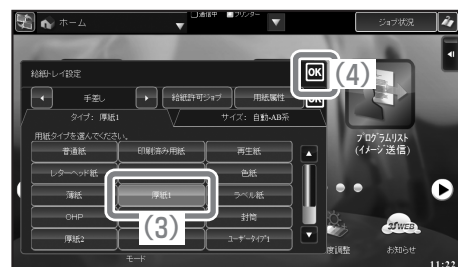 ホーム
通信中
プリンター
ジョブ状況
給紙トレイ設定
OK
(4)
手差し
給紙許可ジョブ
用紙属性
OK
タイプ: 厚紙1
サイズ: 自動-AB系
用紙タイプを選んでください。
普通紙
印刷済み用紙
再生紙
プログラムリスト
(イメージ送信)
レターヘッド紙
色紙
薄紙
厚紙1
ラベル紙
OHP
(3)
封筒
厚紙2
ユーザータイプ1
モード
度調整
お知らせ
WEB
11:22